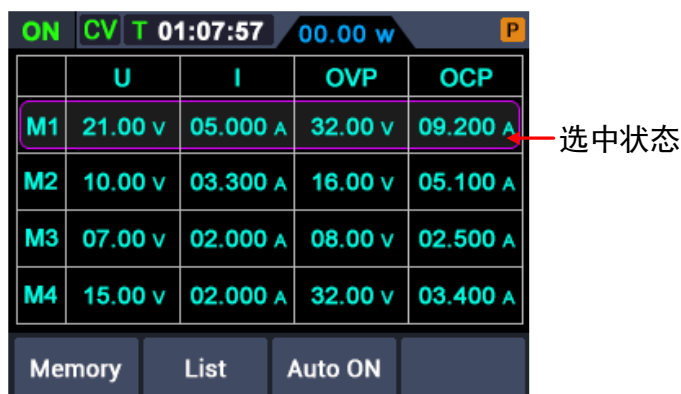 ON CV T 01:07:57 00.00 w P
U I OVP OCP
M1 21.00 V 05.000 A 32.00 V 09.200 A
选中状态
M2 10.00 V 03.300 A 16.00 V 05.100 A
M3 07.00 V 02.000 A 08.00 V 02.500 A
M4 15.00 V 02.000 A 32.00 V 03.400 A
Memory List Auto ON